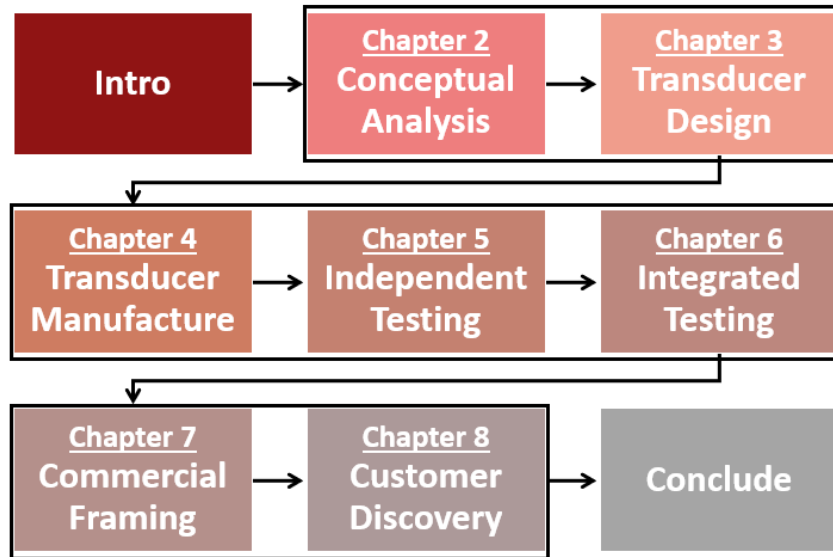 Intro
Chapter 2
Conceptual
Analysis
Chapter 3
Transducer
Design
Chapter 4
Transducer
Manufacture
Chapter 5
Independent
Testing
Chapter 6
Integrated
Testing
Chapter 7
Commercial
Framing
Chapter 8
Customer
Discovery
Conclude